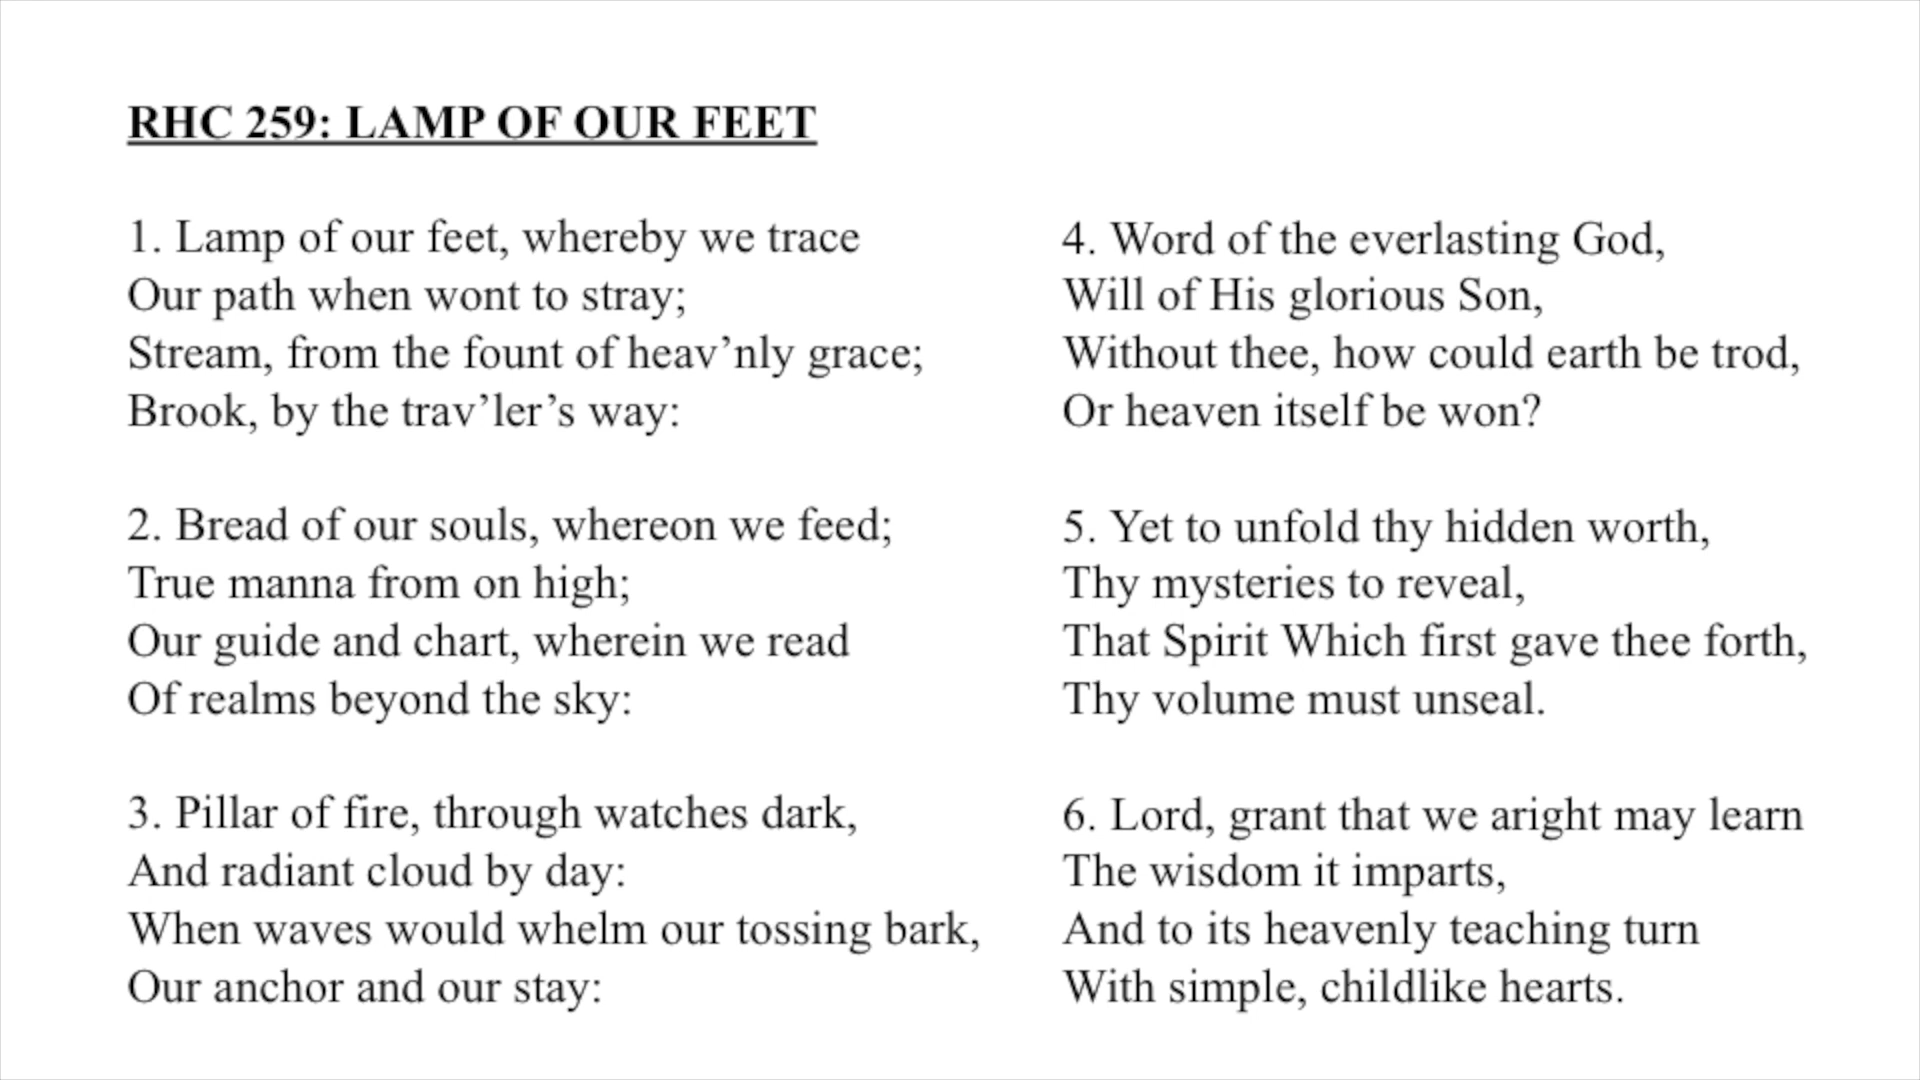 RHC 259: LAMP OF OUR FEET
1. Lamp of our feet, whereby we trace
Our path when wont to stray;
Stream, from the fount of heav’nly grace;
Brook, by the trav’ler’s way:
2. Bread of our souls, whereon we feed;
True manna from on high;
Our guide and chart, wherein we read
Of realms beyond the sky:
3. Pillar of fire, through watches dark,
And radiant cloud by day:
When waves would whelm our tossing bark,
Our anchor and our stay:
4. Word of the everlasting God,
Will of His glorious Son,
Without thee, how could earth be trod,
Or heaven itself be won?
5. Yet to unfold thy hidden worth,
Thy mysteries to reveal,
That Spirit Which first gave thee forth,
Thy volume must unseal.
6. Lord, grant that we aright may learn
The wisdom it imparts,
And to its heavenly teaching turn
With simple, childlike hearts.